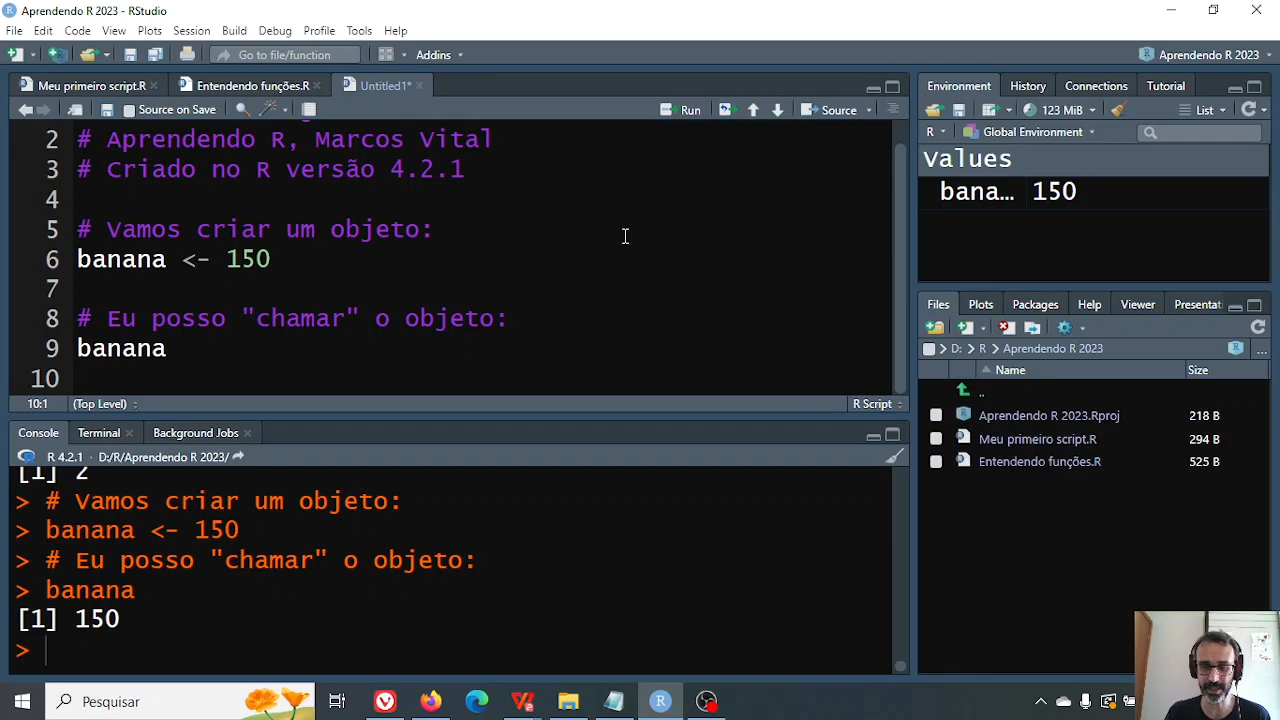 Aprendendo R 2023 - RStudio
File Edit Code View Plots Session Build Debug Profile Tools Help
Go to file/function Addins Aprendendo R 2023
Meu primeiro script.R Entendendo funções.R Untitled1*
Source on Save Run Source
2 # Aprendendo R, Marcos Vital
3 # Criado no R versão 4.2.1
4
5 # Vamos criar um objeto:
6 banana <- 150
7
8 # Eu posso "chamar" o objeto:
9 banana
10
10:1 (Top Level) R Script
Console Terminal Background Jobs
R 4.2.1 · D:/R/Aprendendo R 2023/
[1] 2
> # Vamos criar um objeto:
> banana <- 150
> # Eu posso "chamar" o objeto:
> banana
[1] 150
>
Environment History Connections Tutorial
123 MiB List
R Global Environment
Values
bana... 150
Files Plots Packages Help Viewer Presentat
D: > R > Aprendendo R 2023 ...
Name Size
..
Aprendendo R 2023.Rproj 218 B
Meu primeiro script.R 294 B
Entendendo funções.R 525 B
Pesquisar